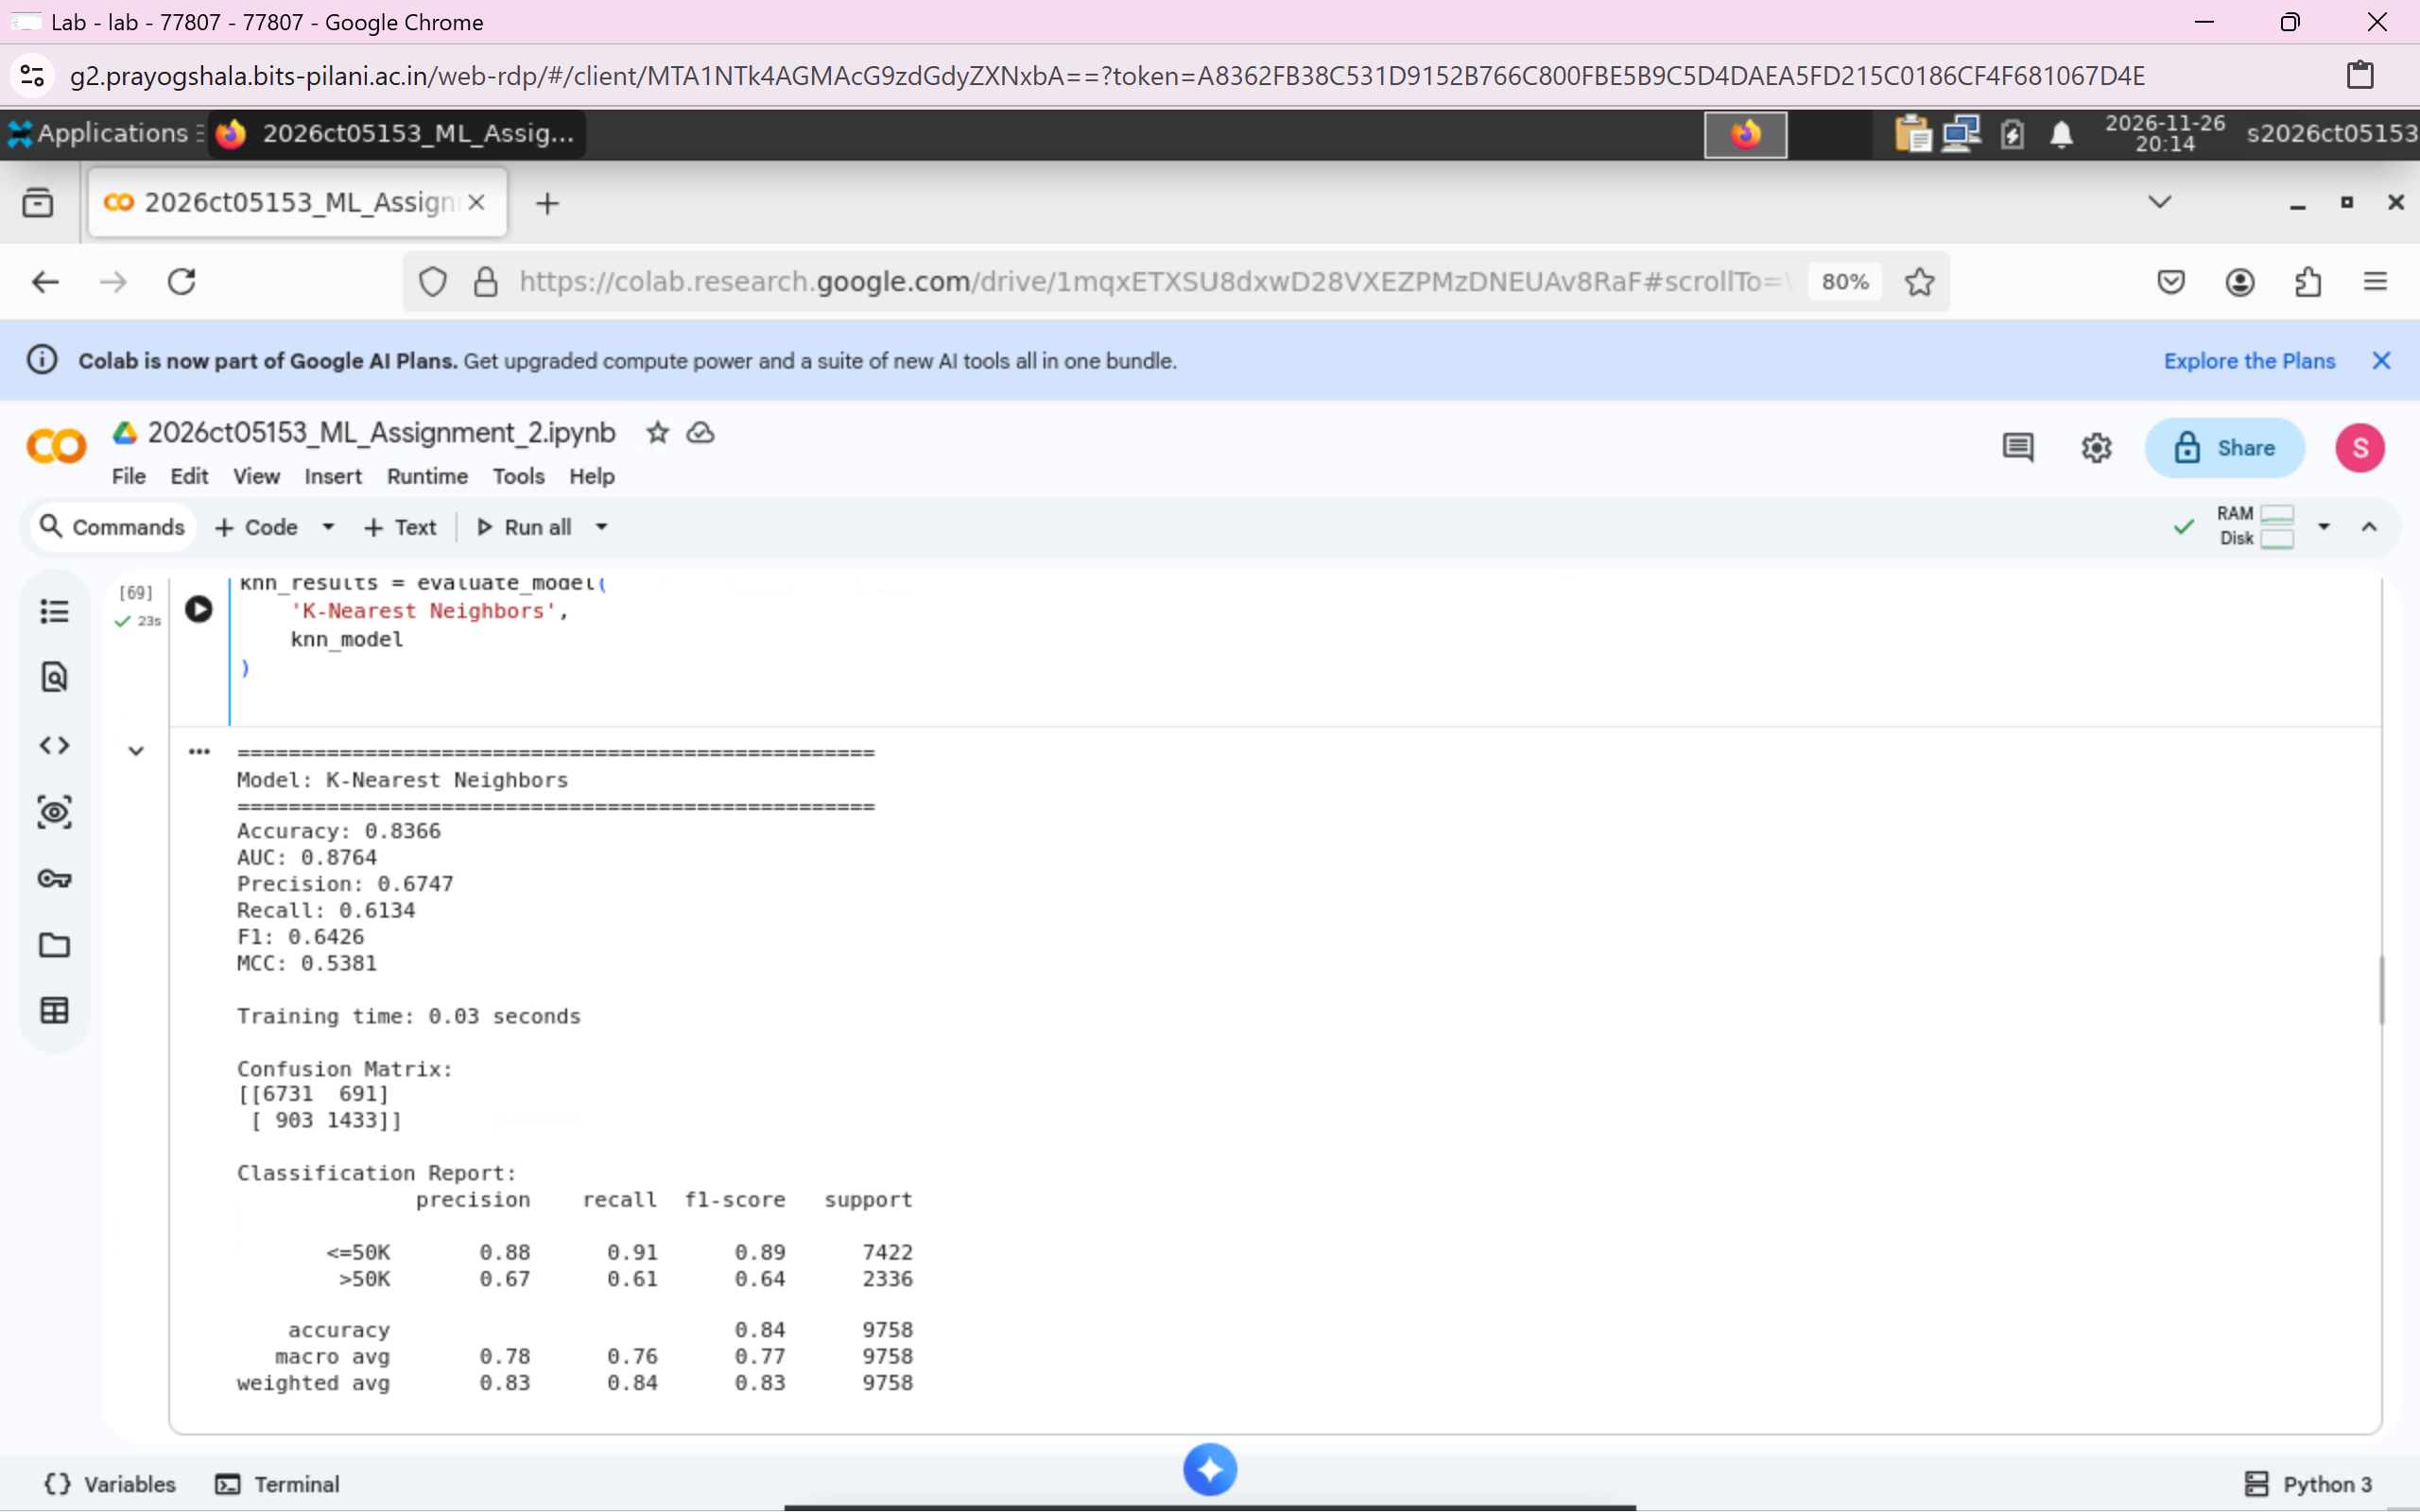 Lab - lab - 77807 - 77807 - Google Chrome
g2.prayogshala.bits-pilani.ac.in/web-rdp/#/client/MTA1NTk4AGMAcG9zdGdyZXNxbA==?token=A8362FB38C531D9152B766C800FBE5B9C5D4DAEA5FD215C0186CF4F681067D4E
Applications 2026ct05153_ML_Assig... 2026-11-26 20:14 s2026ct05153
2026ct05153_ML_Assign
https://colab.research.google.com/drive/1mqxETXSU8dxwD28VXEZPMzDNEUAv8RaF#scrollTo= 80%
Colab is now part of Google AI Plans. Get upgraded compute power and a suite of new AI tools all in one bundle. Explore the Plans
2026ct05153_ML_Assignment_2.ipynb
Share S
File Edit View Insert Runtime Tools Help
Commands + Code + Text Run all RAM Disk
[69] knn_results = evaluate_model(
23s 'K-Nearest Neighbors',
knn_model
)
==================================================
Model: K-Nearest Neighbors
==================================================
Accuracy: 0.8366
AUC: 0.8764
Precision: 0.6747
Recall: 0.6134
F1: 0.6426
MCC: 0.5381
Training time: 0.03 seconds
Confusion Matrix:
[[6731  691]
[ 903 1433]]
Classification Report:
precision recall f1-score support
<=50K 0.88 0.91 0.89 7422
>50K 0.67 0.61 0.64 2336
accuracy 0.84 9758
macro avg 0.78 0.76 0.77 9758
weighted avg 0.83 0.84 0.83 9758
Variables Terminal Python 3